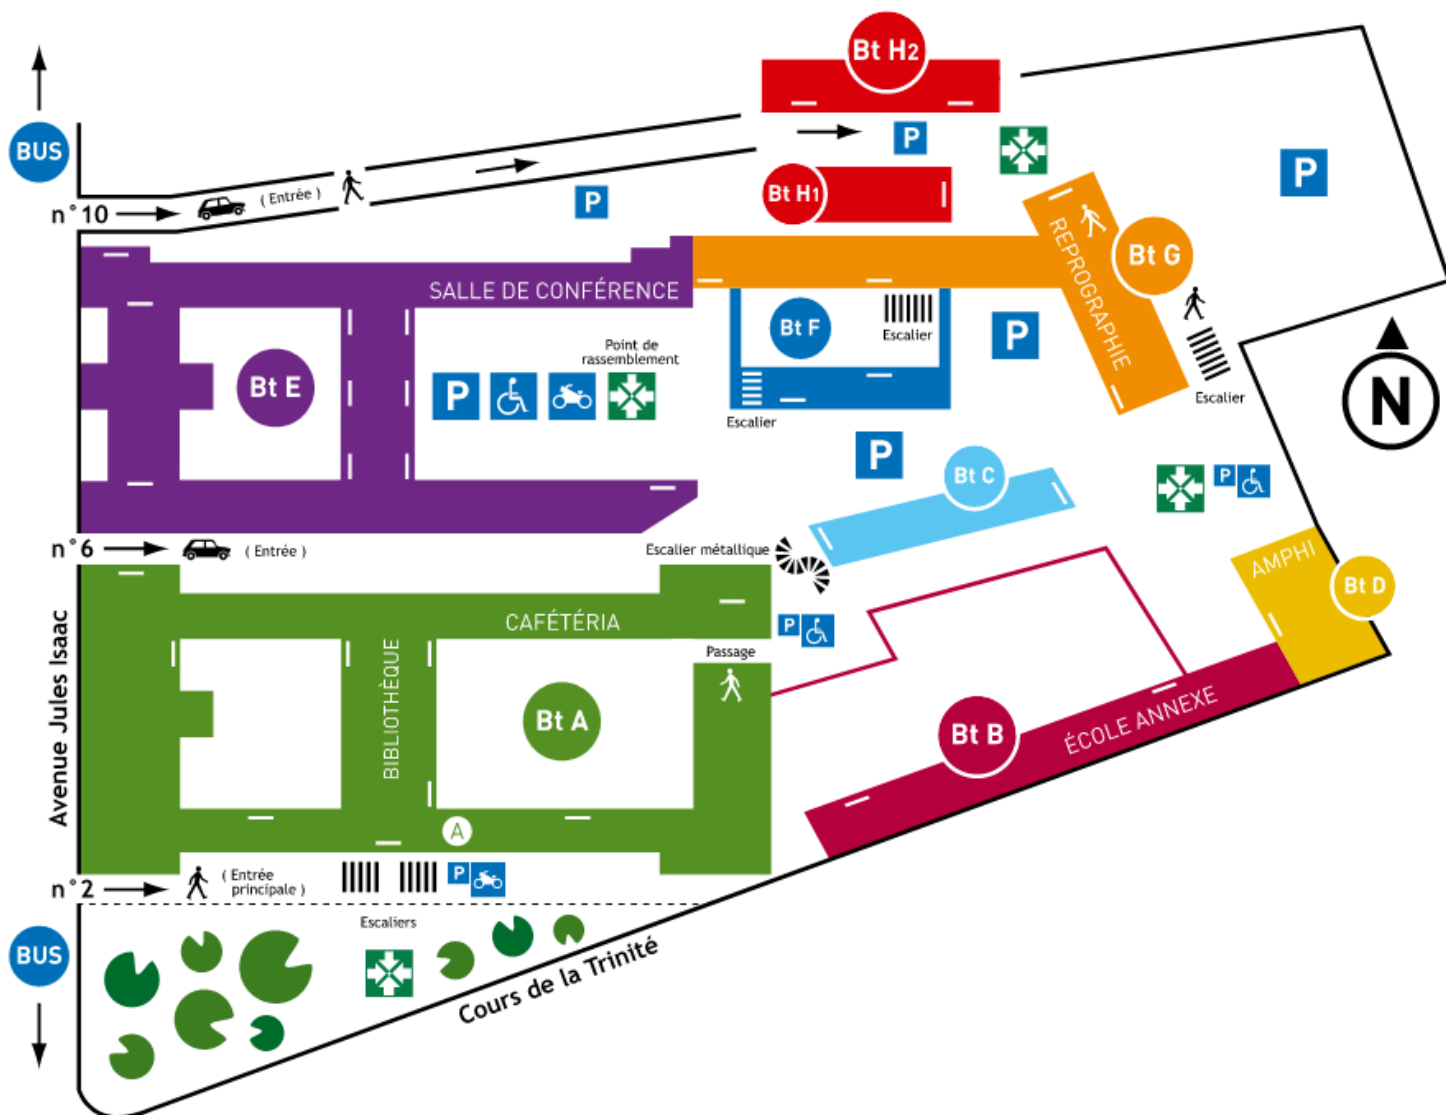 Bt H2
BUS
P
P
( Entrée )
Bt H1
n°10
P
REPROGRAPHIE
Bt G
SALLE DE CONFÉRENCE
Bt F
Escalier
P
Point de
rassemblement
Bt E
P
N
Escalier
Escalier
P
Bt C
P
n°6
( Entrée )
Escalier métallique
AMPHI
Bt D
CAFÉTÉRIA
P
Passage
BIBLIOTHÈQUE
Avenue Jules Isaac
Bt A
Bt B
ÉCOLE ANNEXE
A
n°2
( Entrée
principale )
P
Escaliers
BUS
Cours de la Trinité